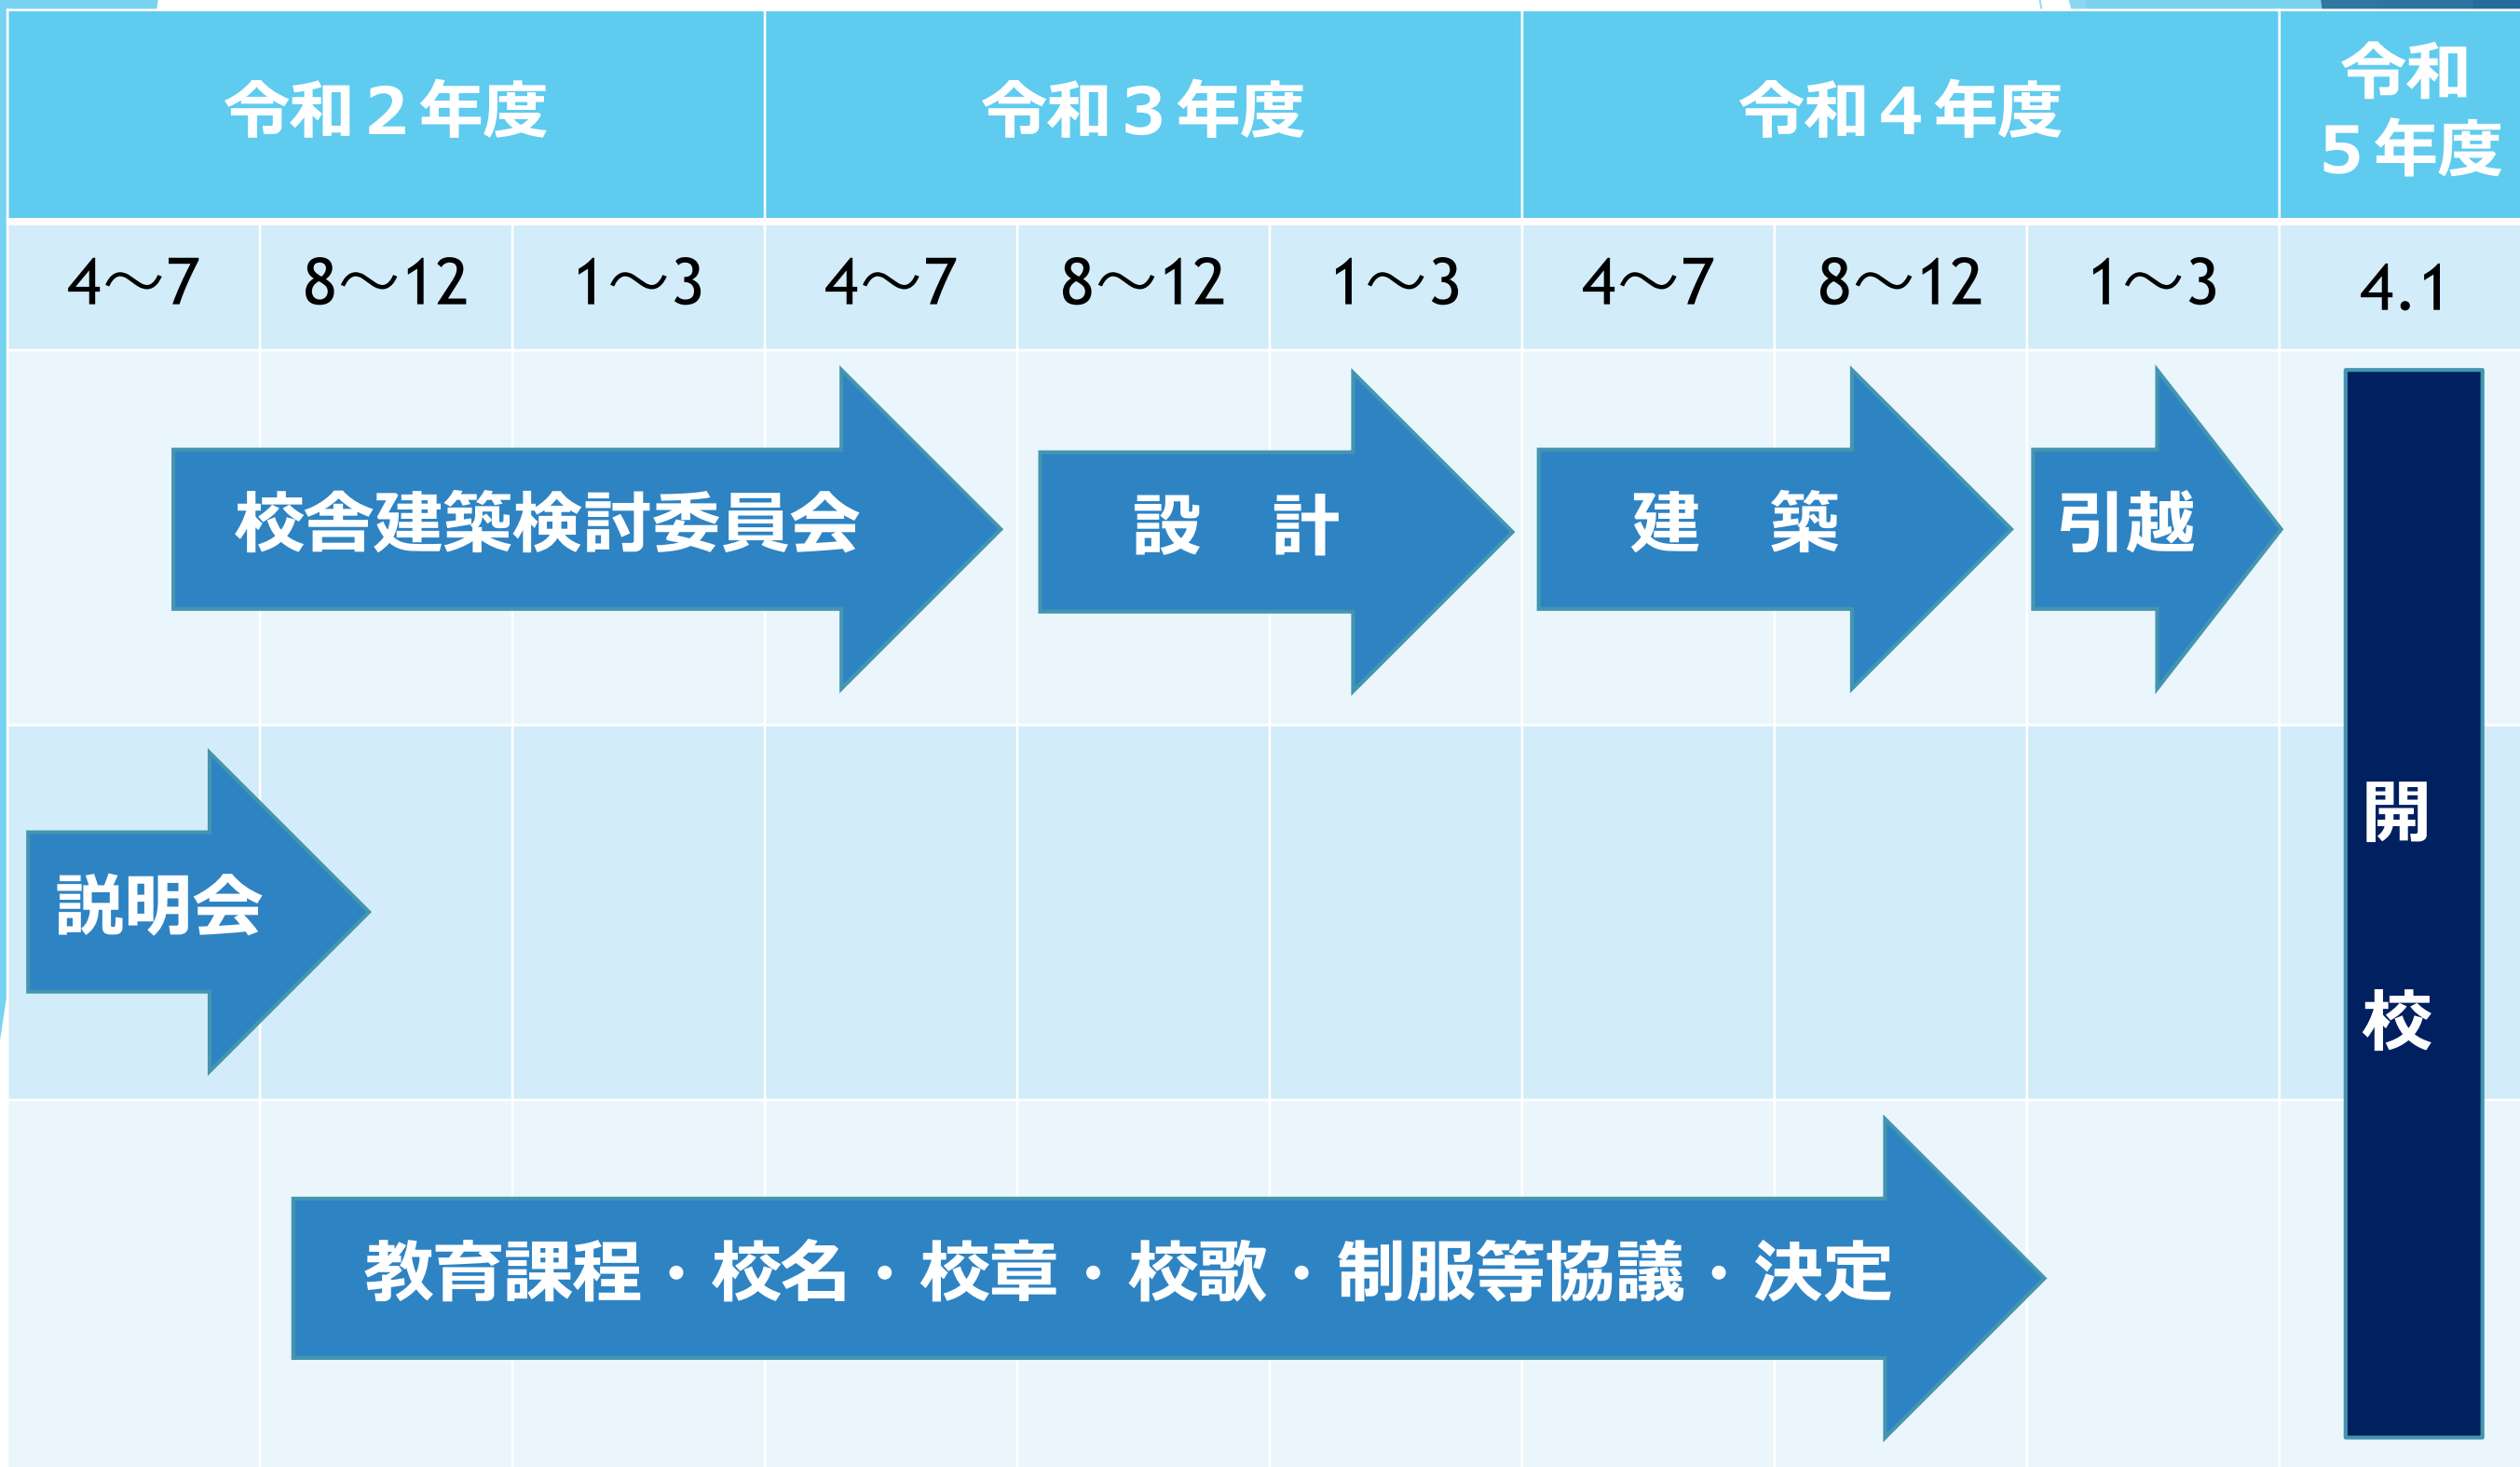 令和２年度
令和３年度
令和４年度
令和
５年度
4～7
8～12
1～3
4～7
8～12
1～3
4～7
8～12
1～3
4.1
校舎建築検討委員会
設　計
建　築
引越
説明会
開
校
教育課程・校名・校章・校歌・制服等協議・決定